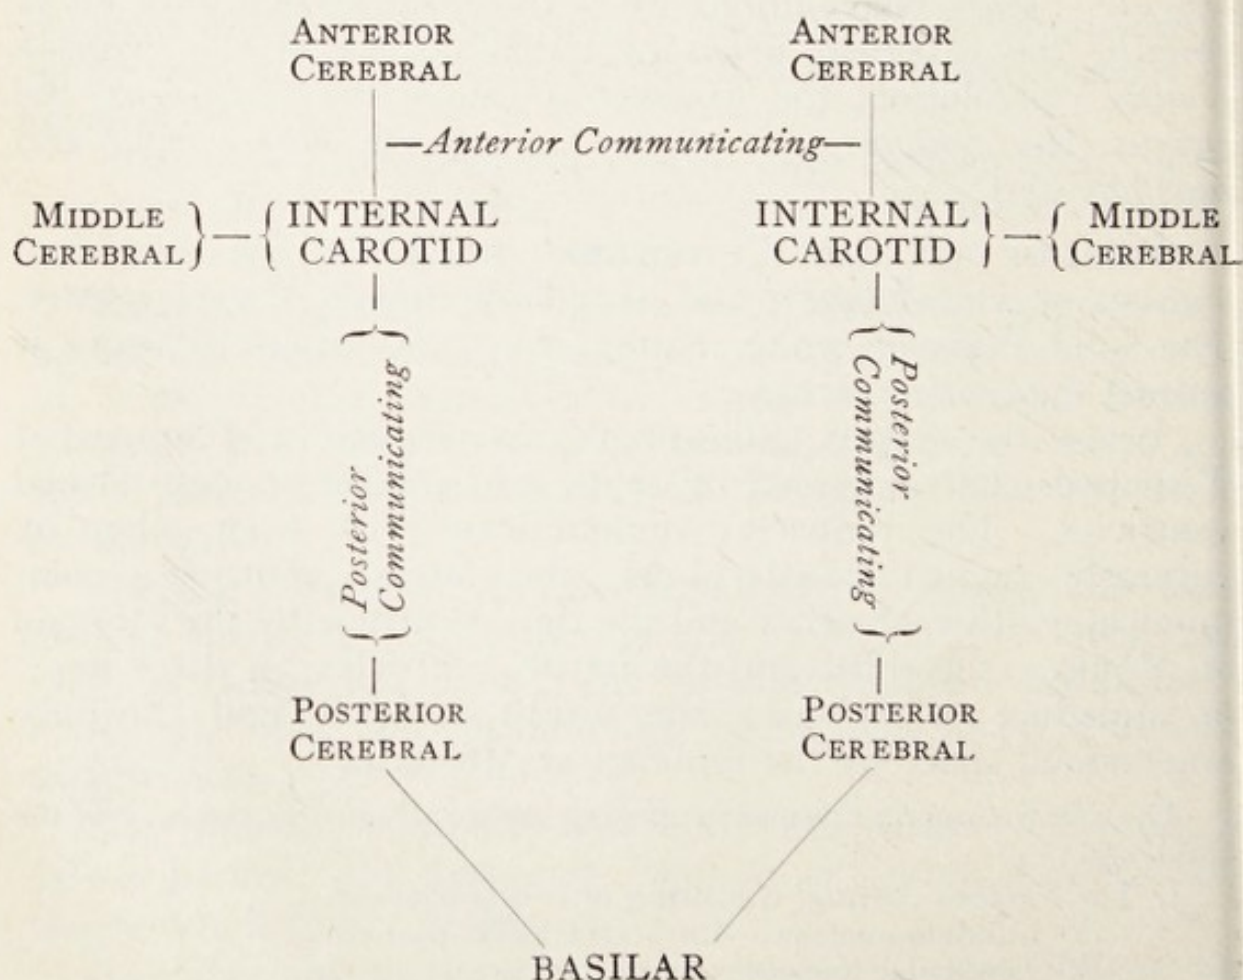 ANTERIOR
CEREBRAL
ANTERIOR
CEREBRAL
—Anterior Communicating—
MIDDLE
CEREBRAL
INTERNAL
CAROTID
INTERNAL
CAROTID
MIDDLE
CEREBRAL
Posterior
Communicating
Posterior
Communicating
POSTERIOR
CEREBRAL
POSTERIOR
CEREBRAL
BASILAR